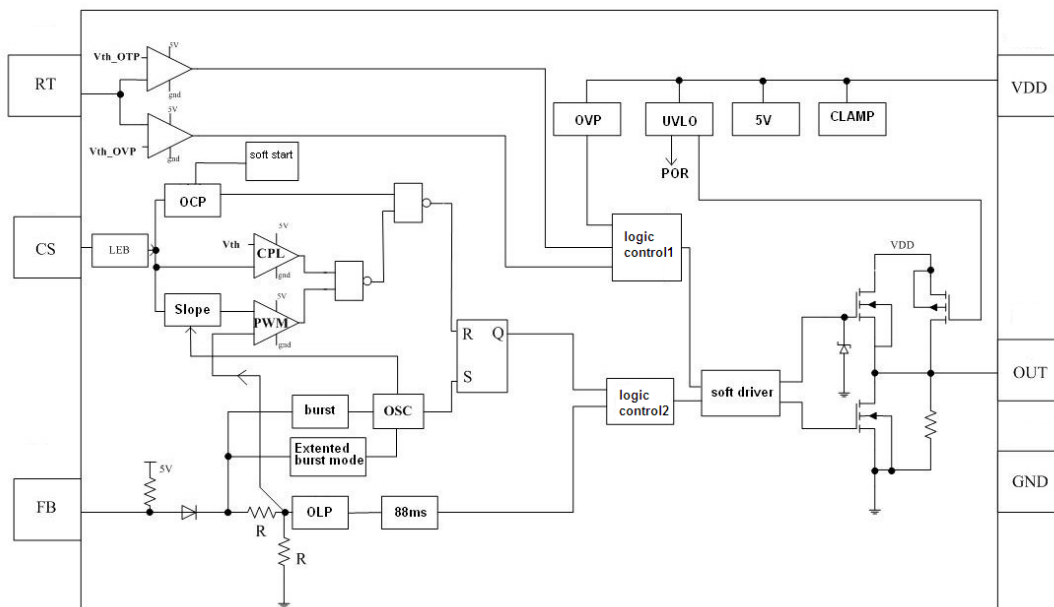 5V
Vth_OTP
RT
gnd
5V
Vth_OVP
gnd
VDD
OVP
UVLO
5V
CLAMP
POR
soft start
OCP
CS
LEB
5V
Vth
CPL
gnd
logic
control1
VDD
Slope
5V
PWM
gnd
R
Q
S
OUT
burst
OSC
logic
control2
soft driver
Extented
burst mode
5V
FB
R
OLP
88ms
GND
R